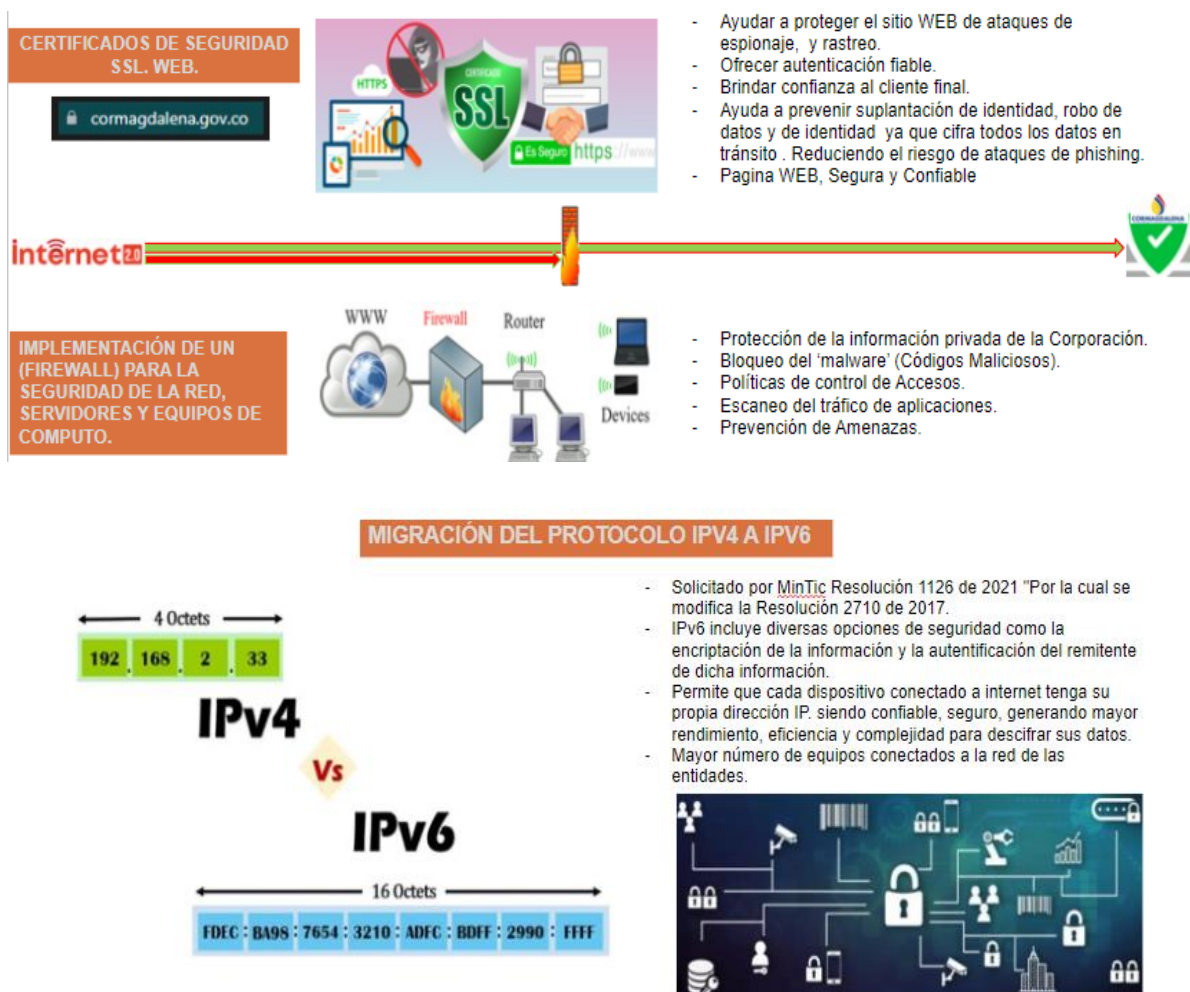 CERTIFICADOS DE SEGURIDAD
SSL. WEB.
cormagdalena.gov.co
HTTPS
CERTIFICADO
SSL
Es Seguro https://www
- Ayudar a proteger el sitio WEB de ataques de
espionaje, y rastreo.
- Ofrecer autenticación fiable.
- Brindar confianza al cliente final.
- Ayuda a prevenir suplantación de identidad, robo de
datos y de identidad ya que cifra todos los datos en
tránsito . Reduciendo el riesgo de ataques de phishing.
- Pagina WEB, Segura y Confiable
internet 2.0
CORMAGDALENA
IMPLEMENTACIÓN DE UN
(FIREWALL) PARA LA
SEGURIDAD DE LA RED,
SERVIDORES Y EQUIPOS DE
COMPUTO.
WWW
Firewall
Router
Devices
- Protección de la información privada de la Corporación.
- Bloqueo del ‘malware’ (Códigos Maliciosos).
- Políticas de control de Accesos.
- Escaneo del tráfico de aplicaciones.
- Prevención de Amenazas.
MIGRACIÓN DEL PROTOCOLO IPV4 A IPV6
4 Octets
192 . 168 . 2 . 33
IPv4
Vs
IPv6
16 Octets
FDEC : BA98 : 7654 : 3210 : ADFC : BDFF : 2990 : FFFF
- Solicitado por MinTic Resolución 1126 de 2021 "Por la cual se
modifica la Resolución 2710 de 2017.
- IPv6 incluye diversas opciones de seguridad como la
encriptación de la información y la autentificación del remitente
de dicha información.
- Permite que cada dispositivo conectado a internet tenga su
propia dirección IP. siendo confiable, seguro, generando mayor
rendimiento, eficiencia y complejidad para descifrar sus datos.
- Mayor número de equipos conectados a la red de las
entidades.